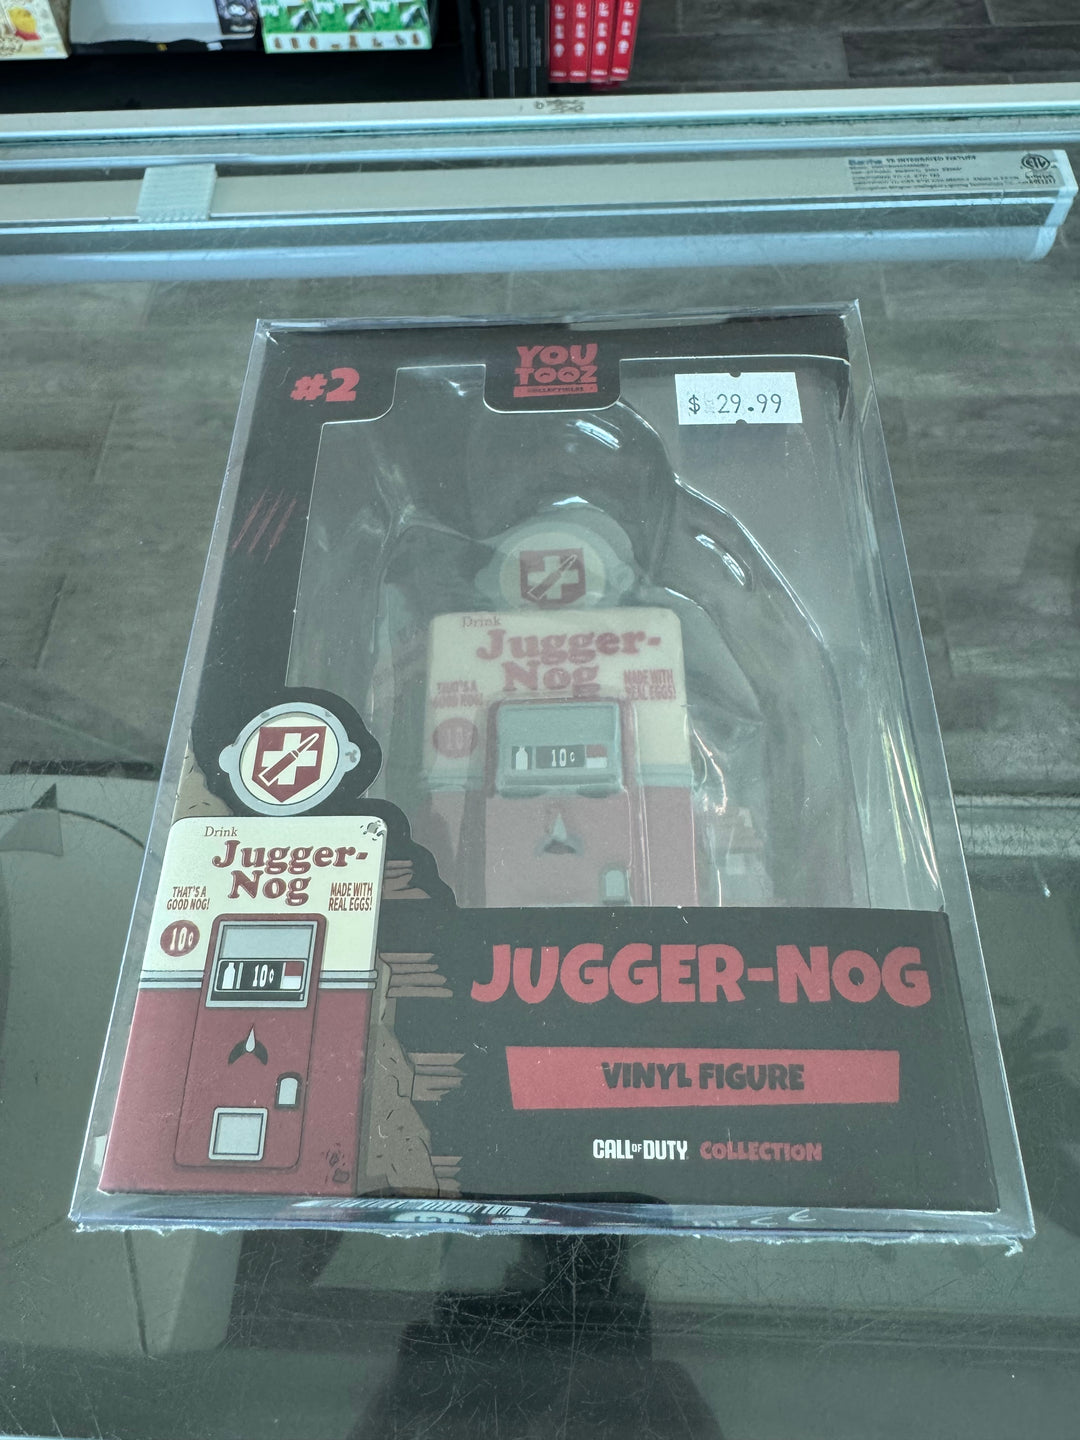 #2
YOU
TOOZ
COLLECTIBLES
$ 29.99
Drink
Jugger-
Nog
THAT'S A
GOOD NOG!
MADE WITH
REAL EGGS!
10¢
10¢
Drink
Jugger-
Nog
THAT'S A
GOOD NOG!
MADE WITH
REAL EGGS!
10¢
10¢
JUGGER-NOG
VINYL FIGURE
CALL OF DUTY COLLECTION